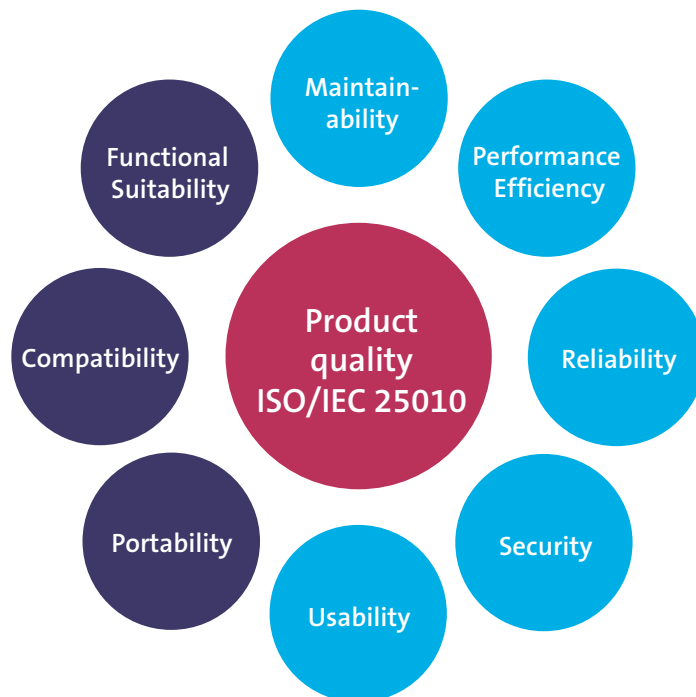 Maintain-
ability
Functional
Suitability
Performance
Efficiency
Product
quality
ISO/IEC 25010
Compatibility
Reliability
Portability
Security
Usability